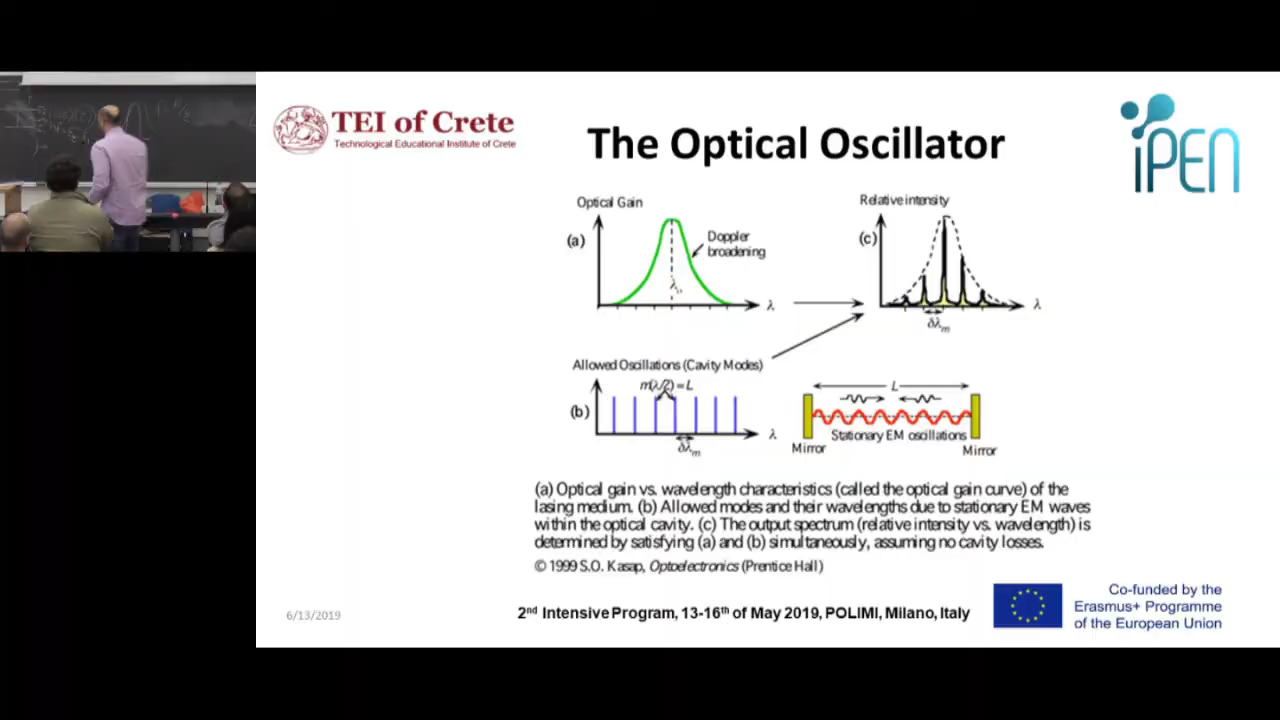 TEI of Crete
Technological Educational Institute of Crete
The Optical Oscillator
iPEN
Optical Gain
(a)
Doppler
broadening
λ
Relative intensity
(c)
λ
δλm
Allowed Oscillations (Cavity Modes)
m(λ/2) = L
(b)
λ
δλm
L
Stationary EM oscillations
Mirror
Mirror
(a) Optical gain vs. wavelength characteristics (called the optical gain curve) of the
lasing medium. (b) Allowed modes and their wavelengths due to stationary EM waves
within the optical cavity. (c) The output spectrum (relative intensity vs. wavelength) is
determined by satisfying (a) and (b) simultaneously, assuming no cavity losses.
© 1999 S.O. Kasap, Optoelectronics (Prentice Hall)
6/13/2019
2nd Intensive Program, 13-16th of May 2019, POLIMI, Milano, Italy
Co-funded by the
Erasmus+ Programme
of the European Union